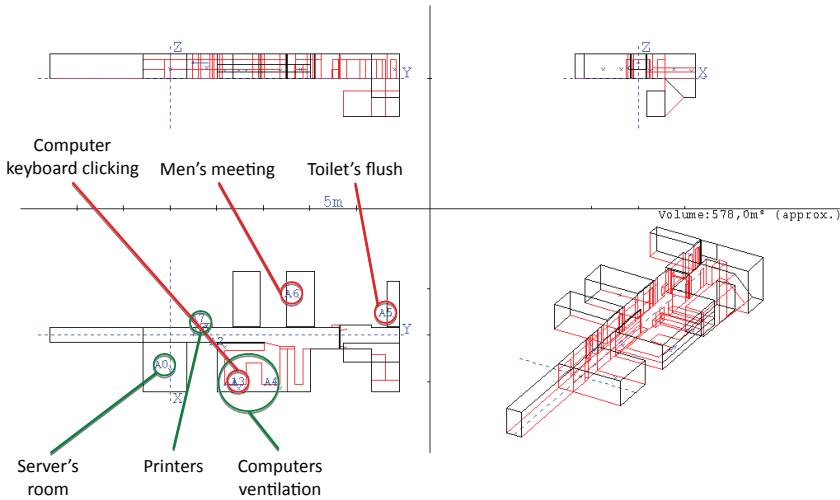 Z
Y
Z
X
Computer
keyboard clicking
Men's meeting
Toilet's flush
5m
Volume:578,0m³ (approx.)
A6
A5
Y
A2
A0
A3
A4
X
Server's
room
Printers
Computers
ventilation